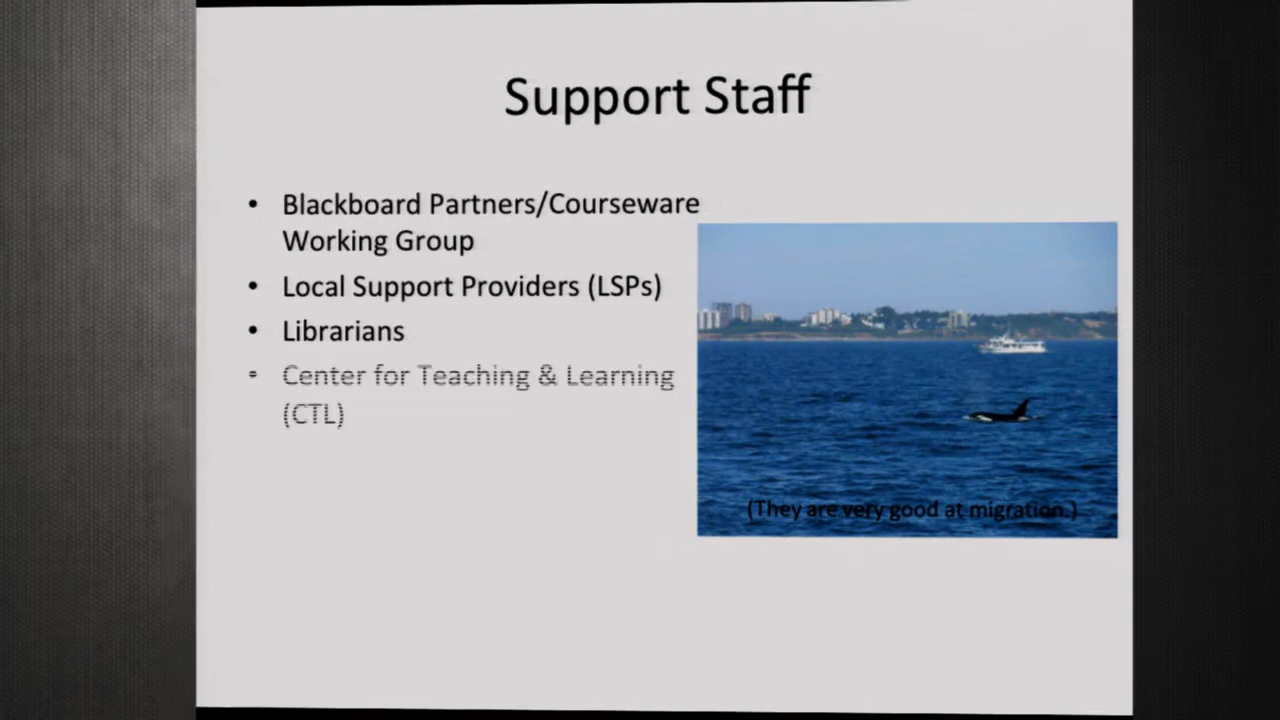 Support Staff
• Blackboard Partners/Courseware
Working Group
• Local Support Providers (LSPs)
• Librarians
• Center for Teaching & Learning
(CTL)
(They are very good at migration.)